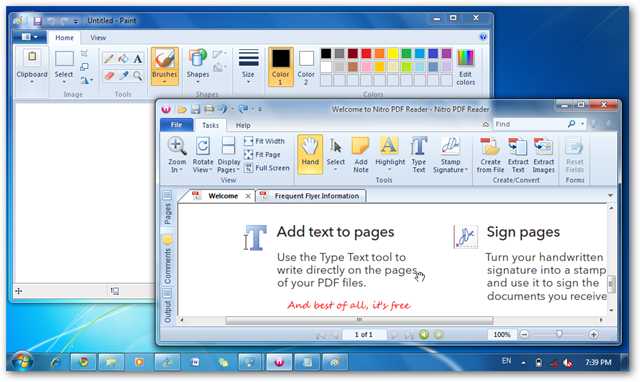 Untitled - Paint
Home
View
Clipboard
Select
Brushes
Shapes
Size
Color
1
Color
2
Edit
colors
Image
Tools
Shapes
Colors
Welcome to Nitro PDF Reader - Nitro PDF Reader
File
Tasks
Help
Find
Zoom
In
Rotate
View
Display
Pages
Fit Width
Fit Page
Full Screen
Hand
Select
Add
Note
Highlight
Type
Text
Stamp
Signature
Create
from File
Extract
Text
Extract
Images
Reset
Fields
View
Tools
Create/Convert
Forms
Pages
Comments
Output
Welcome
Frequent Flyer Information
Add text to pages
Use the Type Text tool to
write directly on the pages
of your PDF files.
And best of all, it's free
Sign pages
Turn your handwritten
signature into a stamp
and use it to sign the
documents you receive
1 of 1
100%
EN
7:39 PM